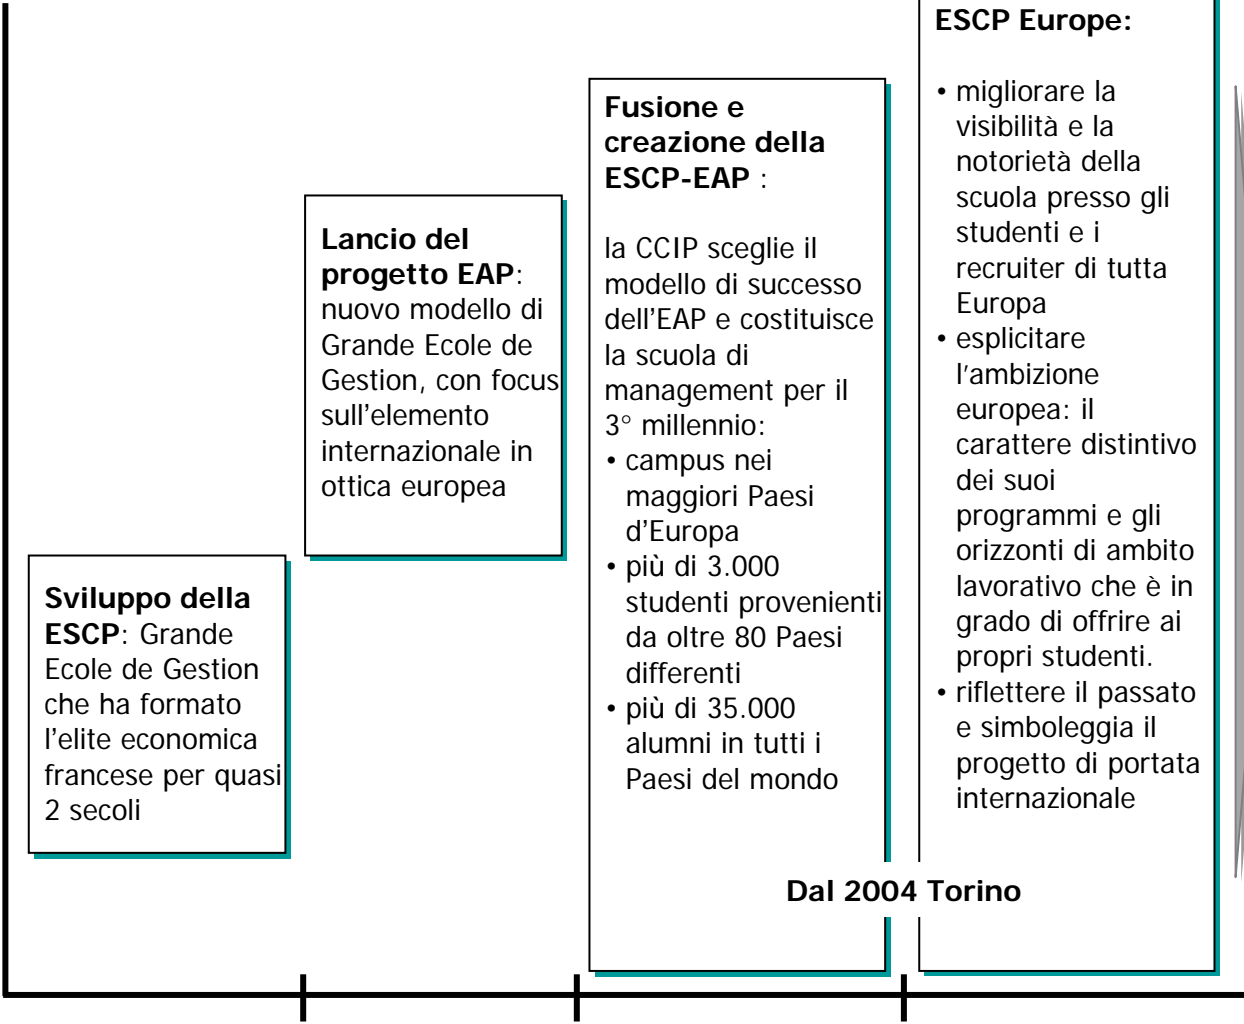 Sviluppo della
ESCP: Grande
Ecole de Gestion
che ha formato
l'elite economica
francese per quasi
2 secoli
Lancio del
progetto EAP:
nuovo modello di
Grande Ecole de
Gestion, con focus
sull'elemento
internazionale in
ottica europea
Fusione e
creazione della
ESCP-EAP :
la CCIP sceglie il
modello di successo
dell'EAP e costituisce
la scuola di
management per il
3° millennio:
• campus nei
maggiori Paesi
d'Europa
• più di 3.000
studenti provenienti
da oltre 80 Paesi
differenti
• più di 35.000
alumni in tutti i
Paesi del mondo
ESCP Europe:
• migliorare la
visibilità e la
notorietà della
scuola presso gli
studenti e i
recruiter di tutta
Europa
• esplicitare
l'ambizione
europea: il
carattere distintivo
dei suoi
programmi e gli
orizzonti di ambito
lavorativo che è in
grado di offrire ai
propri studenti.
• riflettere il passato
e simboleggia il
progetto di portata
internazionale
Dal 2004 Torino